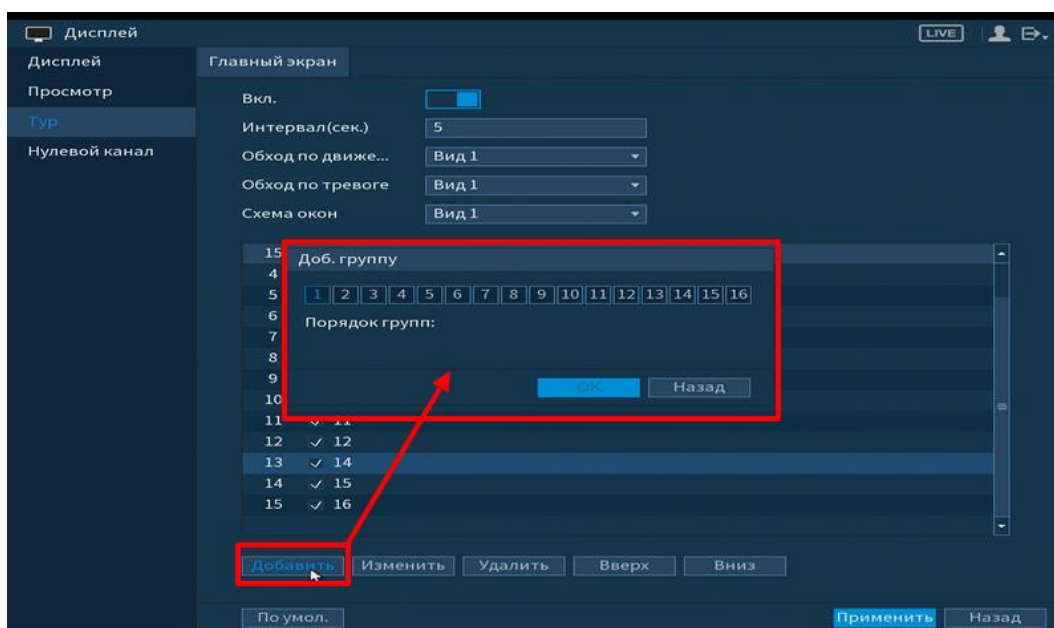 Дисплей LIVE
Дисплей Главный экран
Просмотр
Вкл.
Тур
Интервал(сек.) 5
Нулевой канал
Обход по движе... Вид 1
Обход по тревоге Вид 1
Схема окон Вид 1
15
Доб. группу
4
5 1 2 3 4 5 6 7 8 9 10 11 12 13 14 15 16
6 Порядок групп:
7
8
9 OK Назад
10
11 11
12 12
13 14
14 15
15 16
Добавить Изменить Удалить Вверх Вниз
По умол. Применить Назад